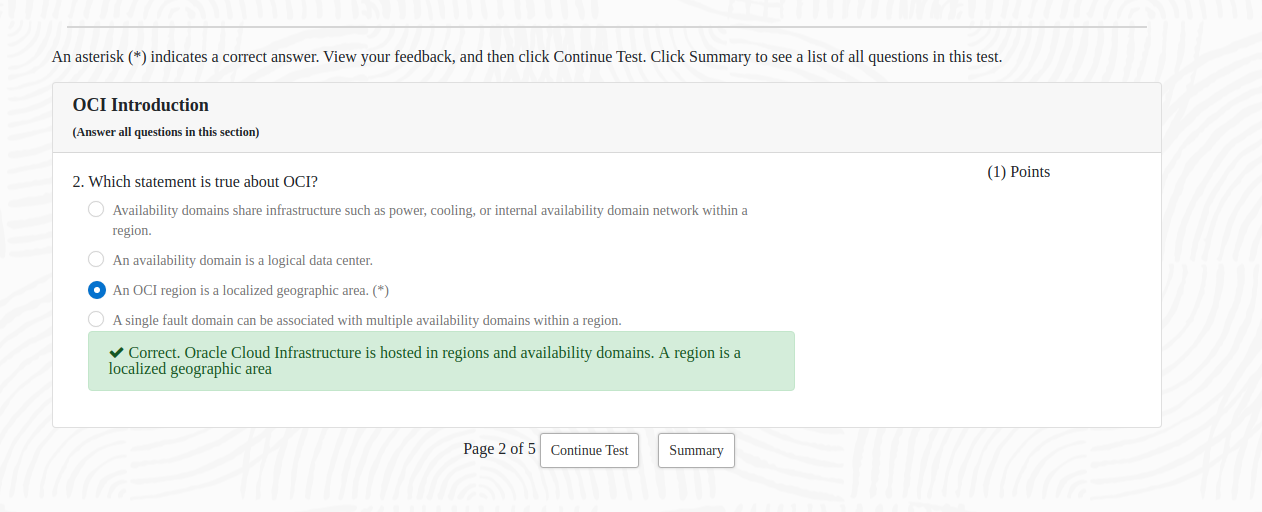 An asterisk (*) indicates a correct answer. View your feedback, and then click Continue Test. Click Summary to see a list of all questions in this test.
OCI Introduction
(Answer all questions in this section)
(1) Points
2. Which statement is true about OCI?
Availability domains share infrastructure such as power, cooling, or internal availability domain network within a
region.
An availability domain is a logical data center.
An OCI region is a localized geographic area. (*)
A single fault domain can be associated with multiple availability domains within a region.
Correct. Oracle Cloud Infrastructure is hosted in regions and availability domains. A region is a
localized geographic area
Page 2 of 5 Continue Test Summary